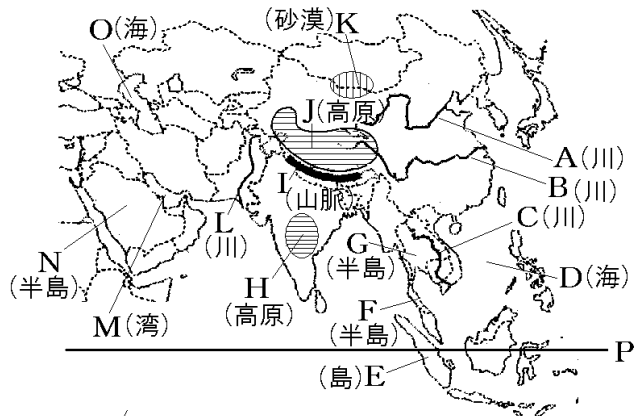 (砂漠)K
O(海)
J(高原)
A(川)
B(川)
I
(山脈)
C(川)
L
(川)
G
(半島)
D(海)
N
(半島)
H
(高原)
F
(半島)
M(湾)
P
(島)E